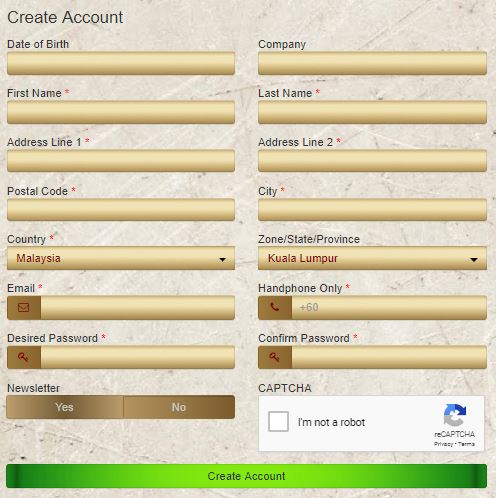 Create Account
Date of Birth
Company
First Name *
Last Name *
Address Line 1 *
Address Line 2 *
Postal Code *
City *
Country *
Zone/State/Province
Malaysia
Kuala Lumpur
Email *
Handphone Only *
+60
Desired Password *
Confirm Password *
Newsletter
CAPTCHA
Yes
No
I'm not a robot
reCAPTCHA
Privacy - Terms
Create Account